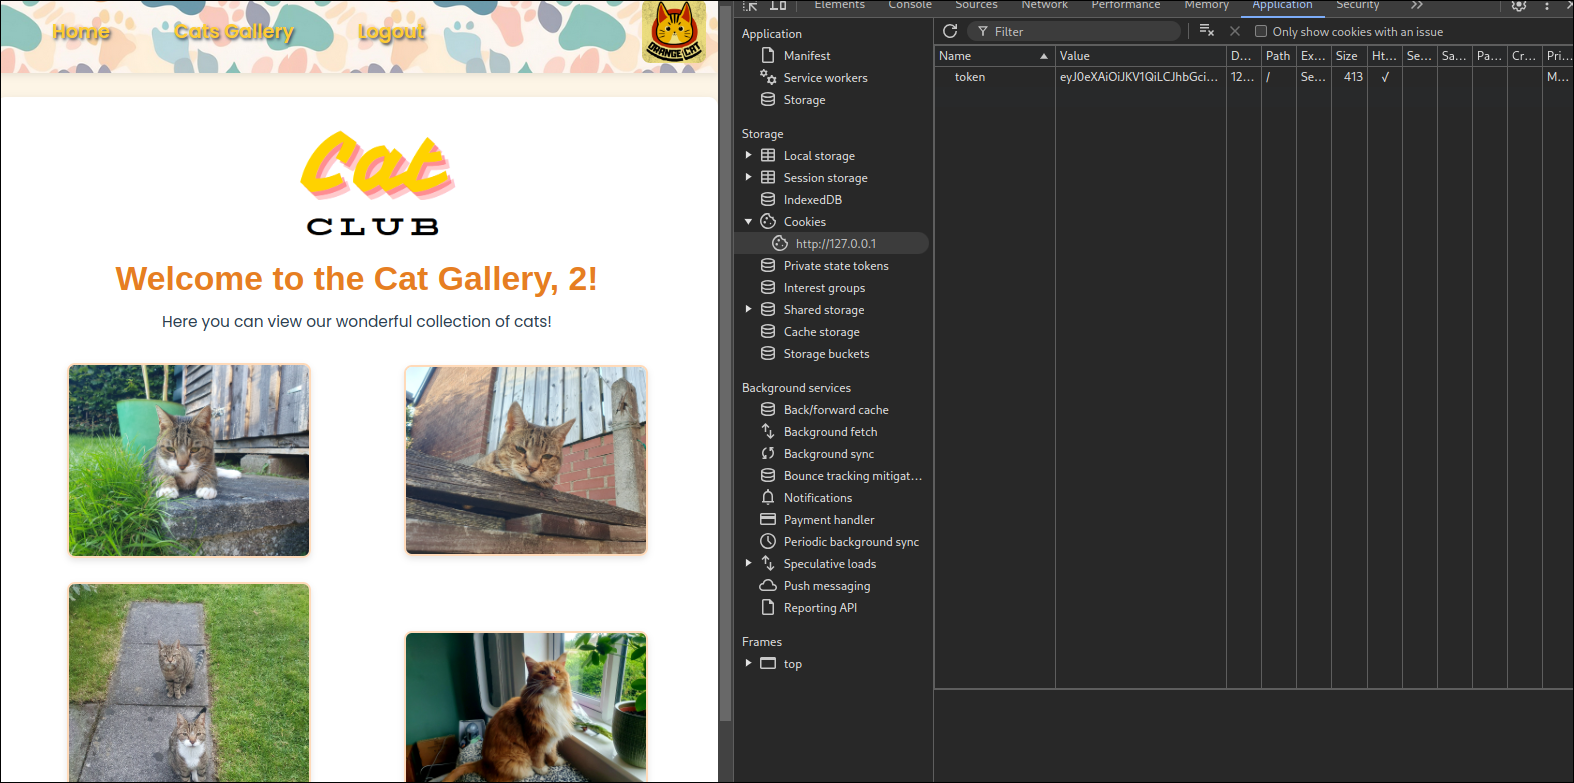 Home Cats Gallery Logout
ORANGE CAT
Cat
CLUB
Welcome to the Cat Gallery, 2!
Here you can view our wonderful collection of cats!
Elements Console Sources Network Performance Memory Application Security
Filter Only show cookies with an issue
Application
Manifest
Service workers
Storage
Storage
Local storage
Session storage
IndexedDB
Cookies
http://127.0.0.1
Private state tokens
Interest groups
Shared storage
Cache storage
Storage buckets
Background services
Back/forward cache
Background fetch
Background sync
Bounce tracking mitigat…
Notifications
Payment handler
Periodic background sync
Speculative loads
Push messaging
Reporting API
Frames
top
Name Value D… Path Ex… Size Ht… Se… Sa… Pa… Cr… Pri…
token eyJ0eXAiOiJKV1QiLCJhbGci… 12… / Se… 413 ✓ M…